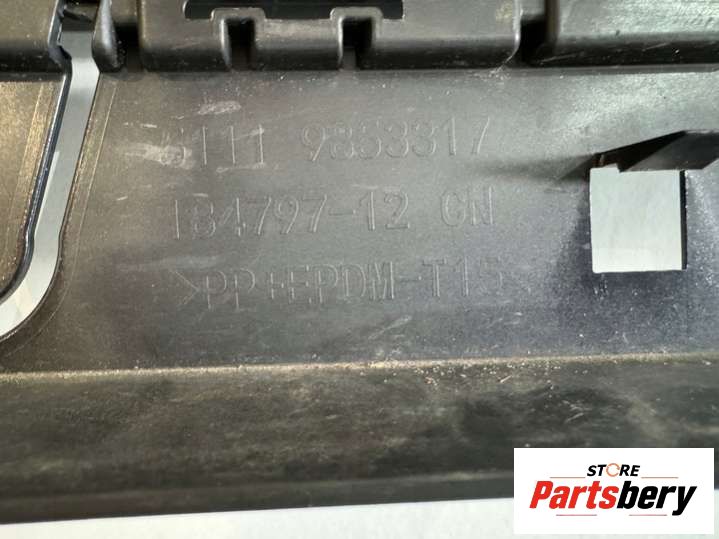 5111 9853317
184797-12 CN
>PP+EPDM-T15<
STORE
Partsbery